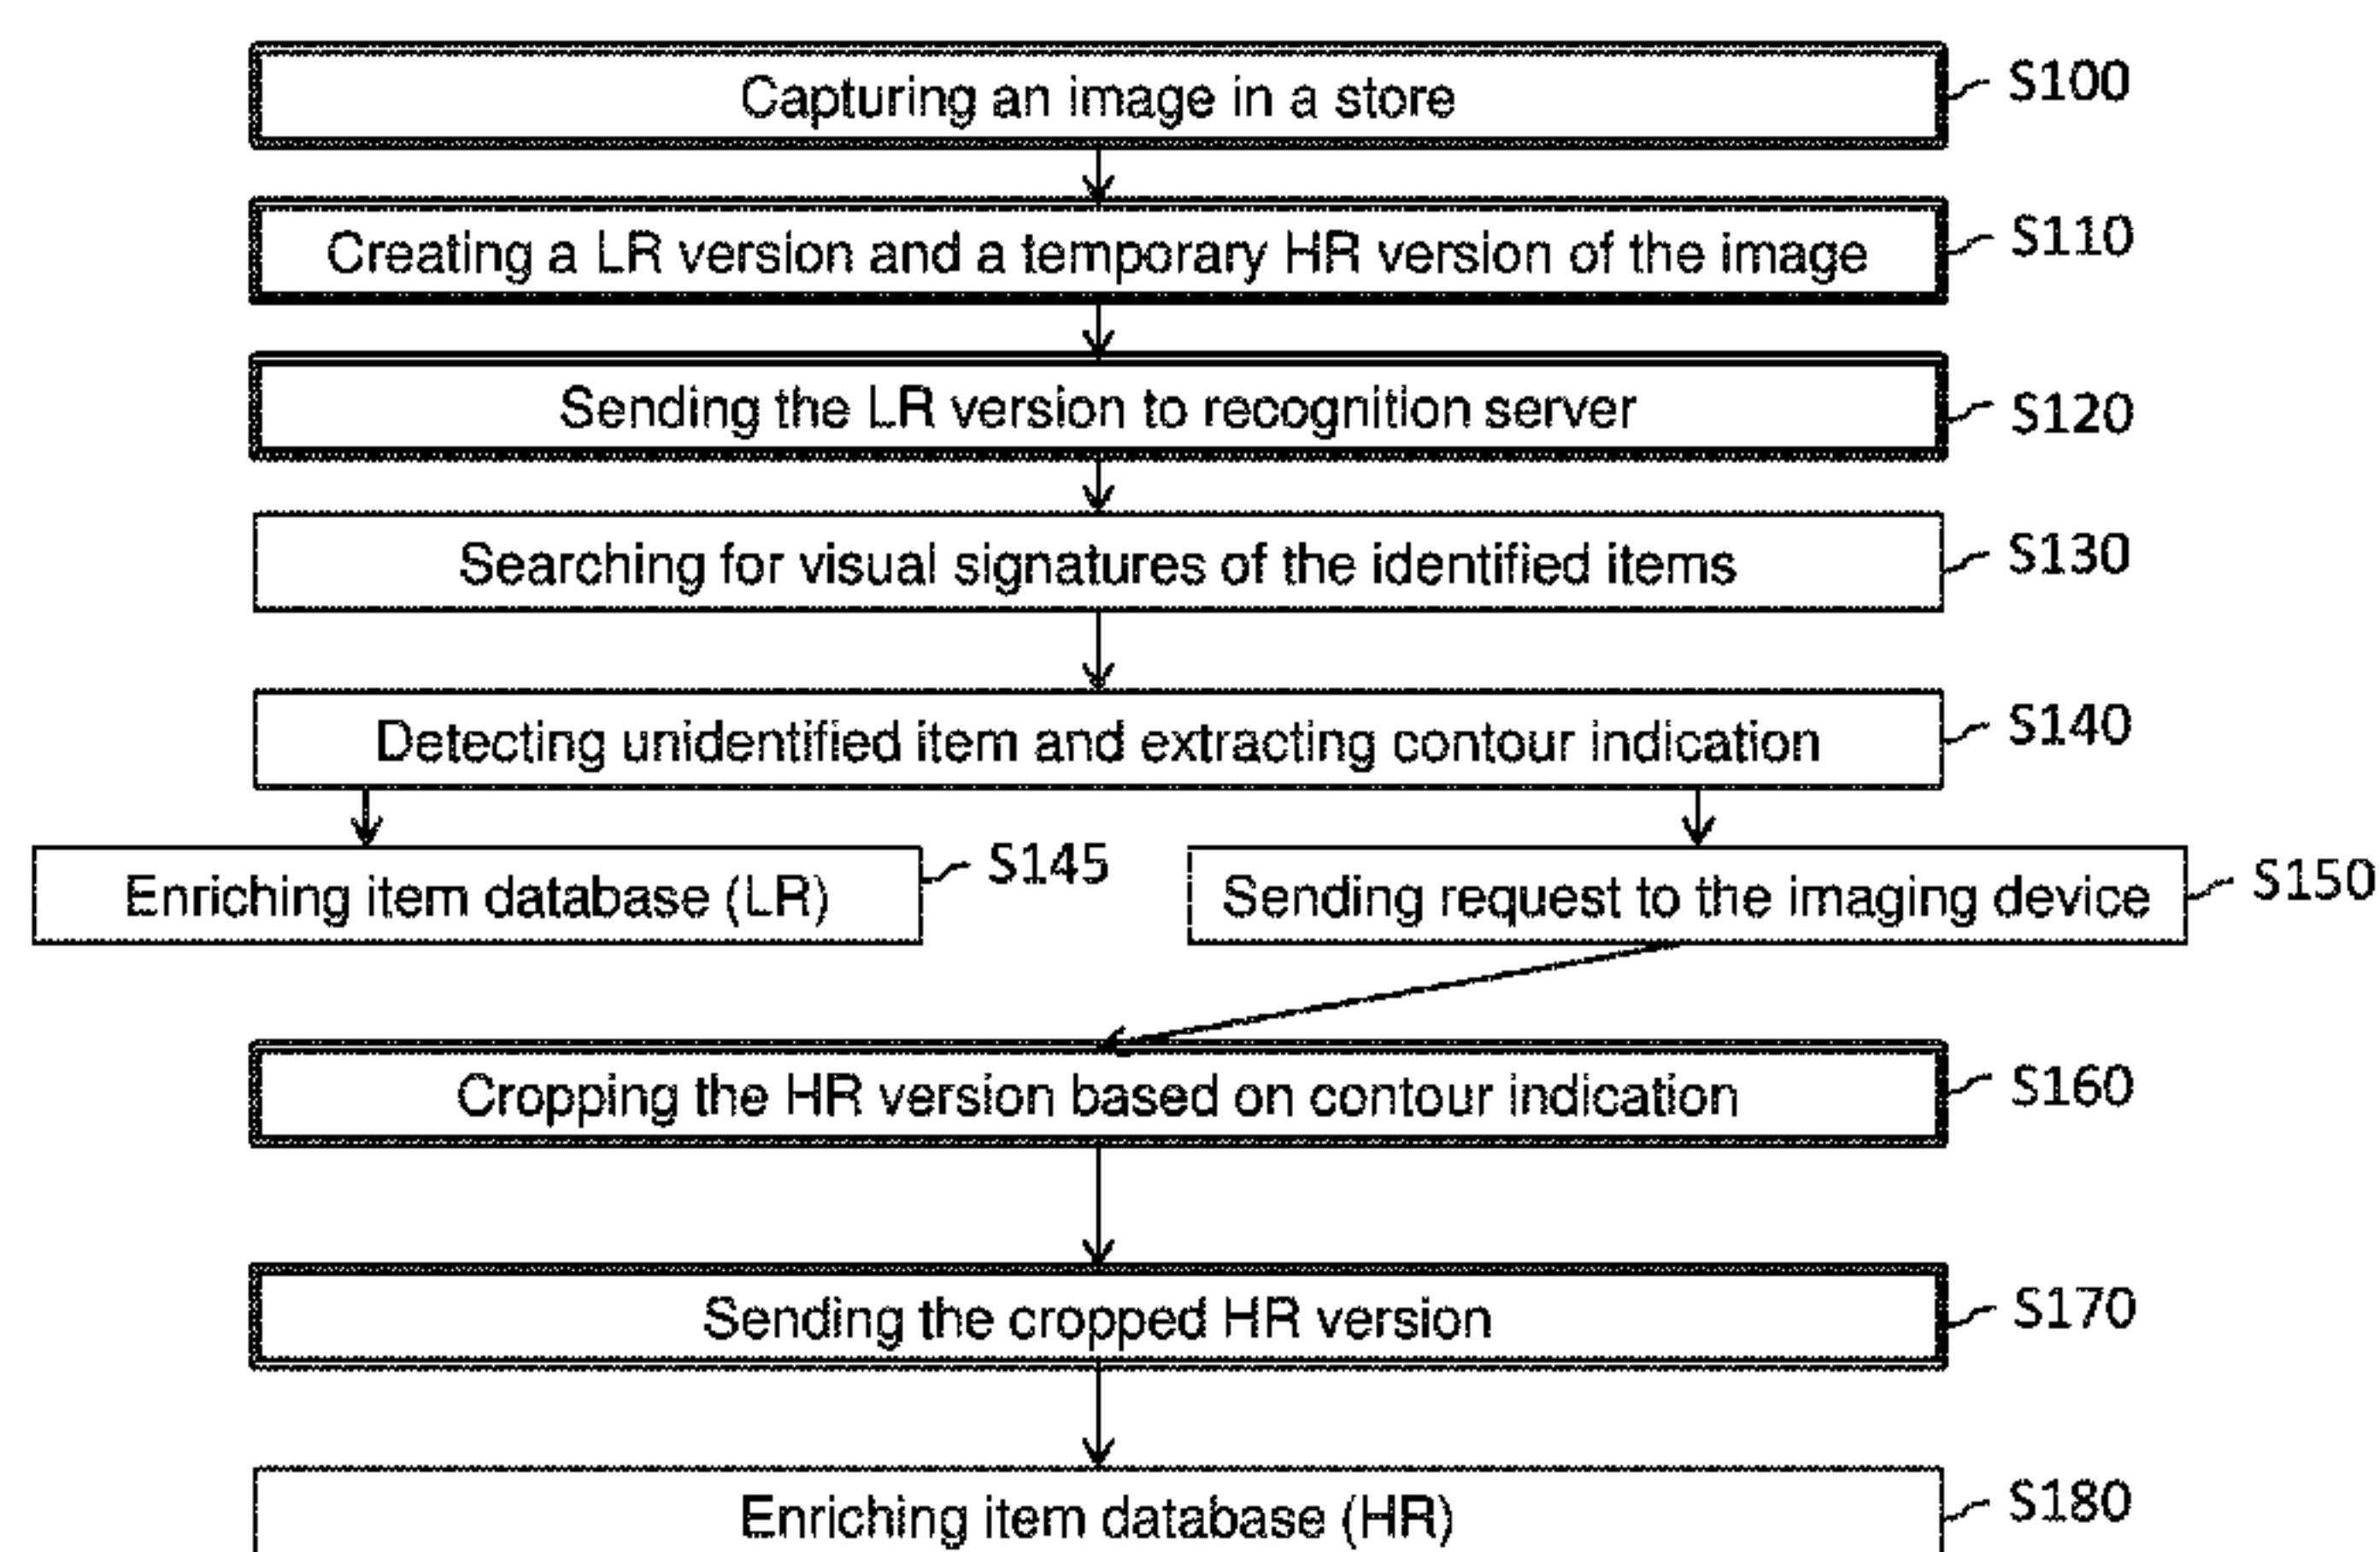 Capturing an image in a store S100
Creating a LR version and a temporary HR version of the image S110
Sending the LR version to recognition server S120
Searching for visual signatures of the identified items S130
Detecting unidentified item and extracting contour indication S140
Enriching item database (LR) S145
Sending request to the imaging device S150
Cropping the HR version based on contour indication S160
Sending the cropped HR version S170
Enriching item database (HR) S180